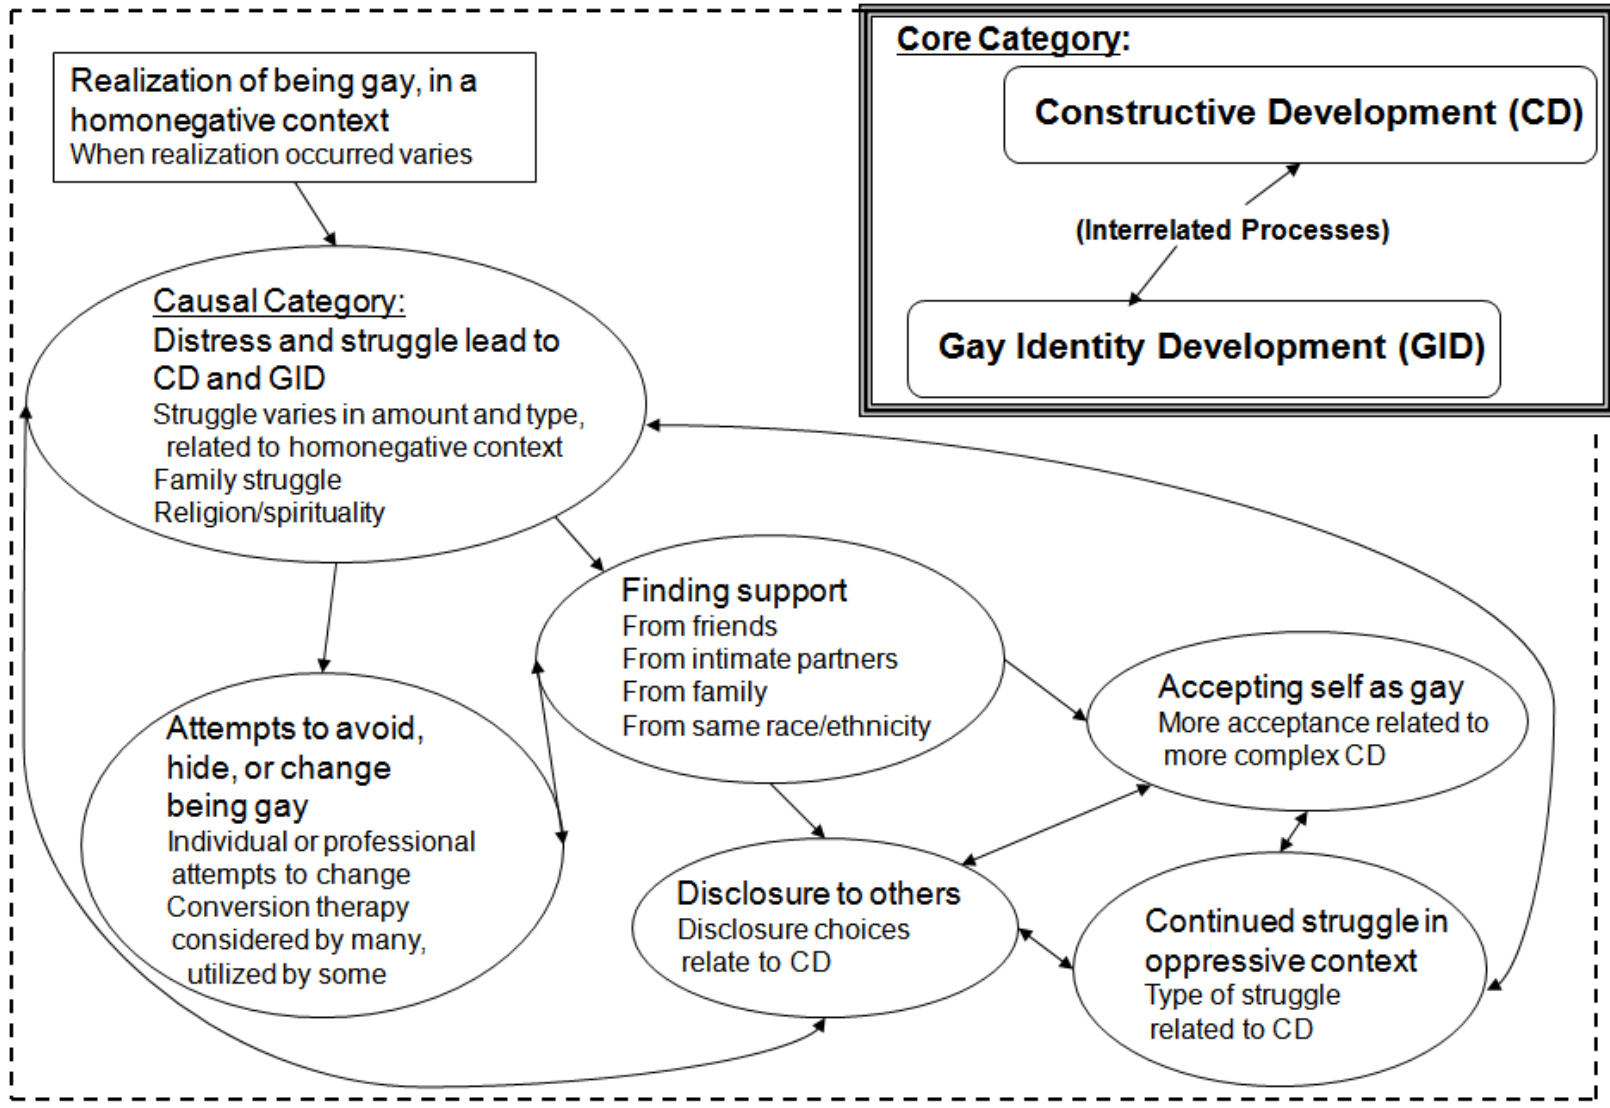 Core Category:
Constructive Development (CD)
(Interrelated Processes)
Gay Identity Development (GID)
Realization of being gay, in a
homonegative context
When realization occurred varies
Causal Category:
Distress and struggle lead to
CD and GID
Struggle varies in amount and type,
related to homonegative context
Family struggle
Religion/spirituality
Finding support
From friends
From intimate partners
From family
From same race/ethnicity
Accepting self as gay
More acceptance related to
more complex CD
Attempts to avoid,
hide, or change
being gay
Individual or professional
attempts to change
Conversion therapy
considered by many,
utilized by some
Disclosure to others
Disclosure choices
relate to CD
Continued struggle in
oppressive context
Type of struggle
related to CD